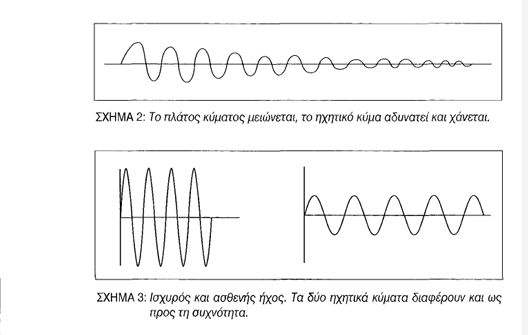 ΣΧΗΜΑ 2: Το πλάτος κύματος μειώνεται, το ηχητικό κύμα αδυνατεί και χάνεται.
ΣΧΗΜΑ 3: Ισχυρός και ασθενής ήχος. Τα δύο ηχητικά κύματα διαφέρουν και ως
προς τη συχνότητα.